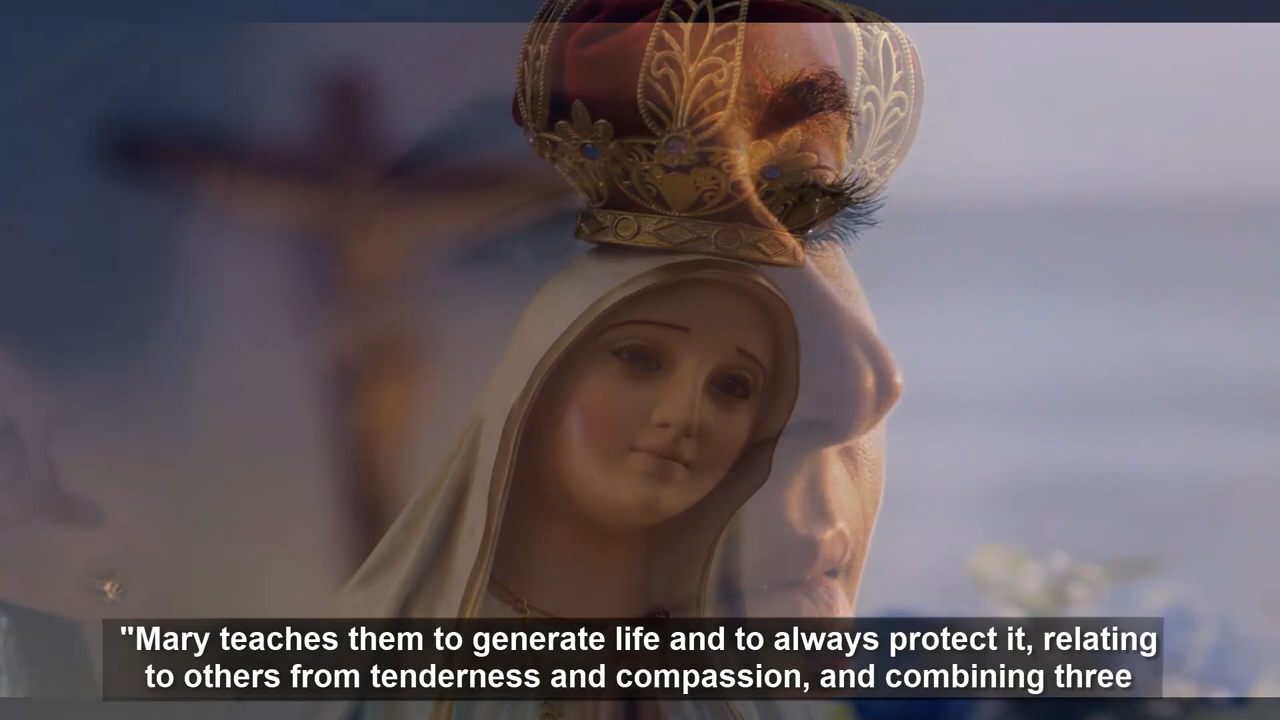 "Mary teaches them to generate life and to always protect it, relating
to others from tenderness and compassion, and combining three